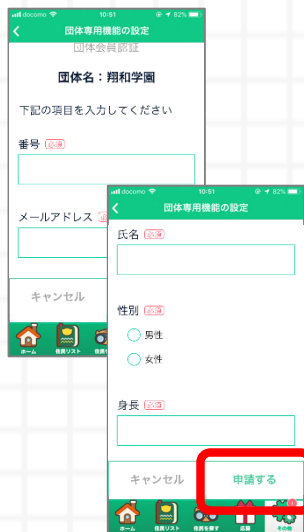 docomo 10:51 82%
団体専用機能の設定
団体会員認証
団体名：翔和学園
下記の項目を入力してください
番号 必須
メールアドレス
キャンセル
ホーム 怪異リスト
docomo 10:51 82%
団体専用機能の設定
氏名 必須
性別 必須
男性
女性
身長 必須
キャンセル 申請する
ホーム その他